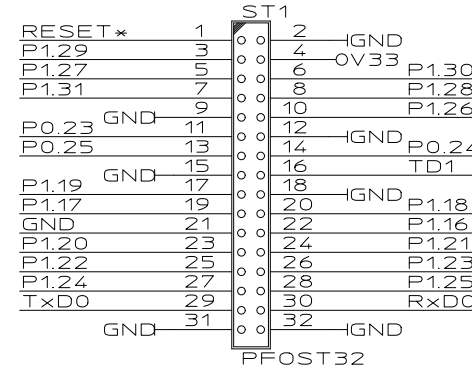 ST1
RESET* 1 2 GND
P1.29 3 4 0V33
P1.27 5 6 P1.30
P1.31 7 8 P1.28
GND 9 10 P1.26
P0.23 11 12 GND
P0.25 13 14 P0.24
GND 15 16 TD1
P1.19 17 18 GND
P1.17 19 20 P1.18
GND 21 22 P1.16
P1.20 23 24 P1.21
P1.22 25 26 P1.23
P1.24 27 28 P1.25
TxD0 29 30 RxD0
GND 31 32 GND
PFOST32